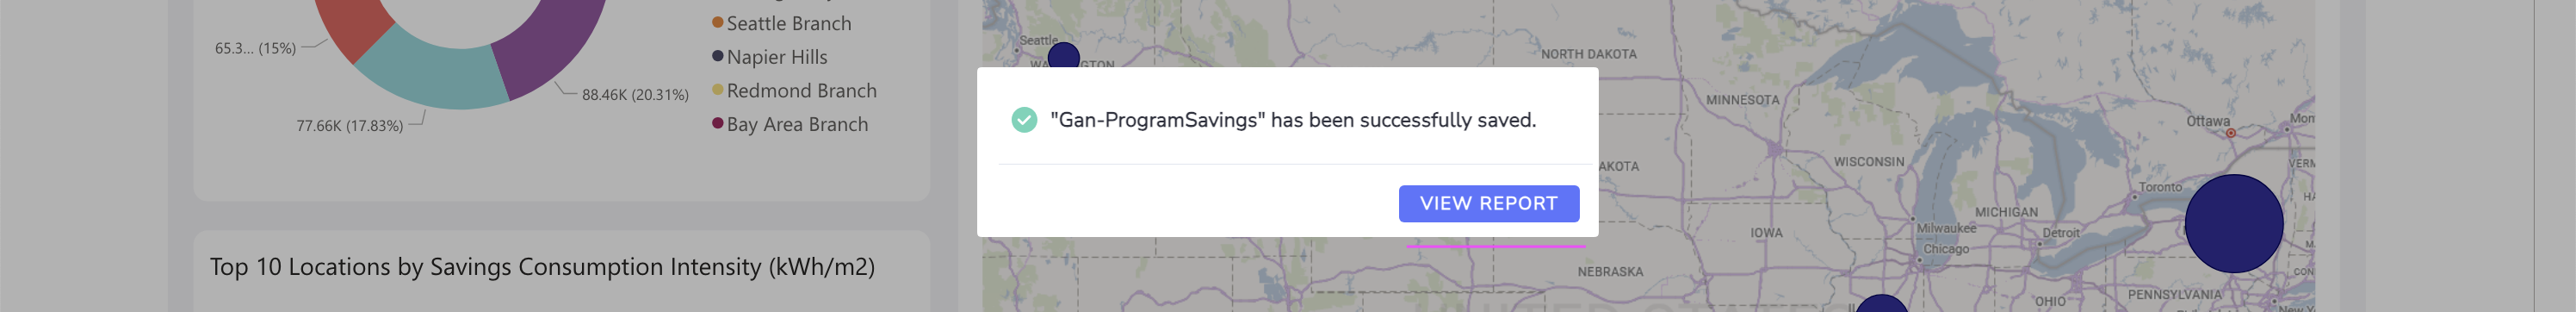 Seattle Branch
Napier Hills
Redmond Branch
Bay Area Branch
65.3... (15%)
88.46K (20.31%)
77.66K (17.83%)
Top 10 Locations by Savings Consumption Intensity (kWh/m2)
"Gan-ProgramSavings" has been successfully saved.
VIEW REPORT
Seattle
NORTH DAKOTA
MINNESOTA
WISCONSIN
MICHIGAN
Ottawa
Toronto
Milwaukee
Detroit
Chicago
IOWA
NEBRASKA
OHIO
PENNSYLVANIA